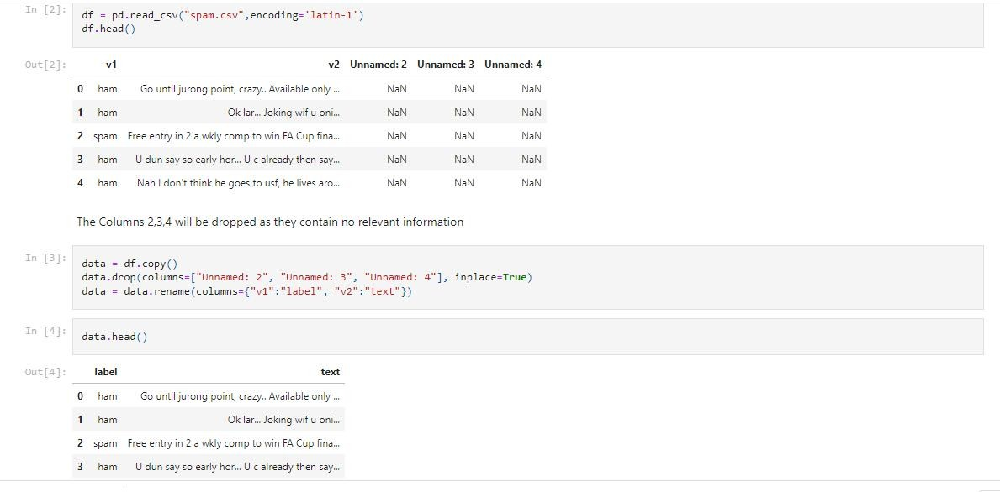 In [2]: df = pd.read_csv("spam.csv",encoding='latin-1')
df.head()
Out[2]: v1 v2 Unnamed: 2 Unnamed: 3 Unnamed: 4
0 ham Go until jurong point, crazy.. Available only ... NaN NaN NaN
1 ham Ok lar... Joking wif u oni... NaN NaN NaN
2 spam Free entry in 2 a wkly comp to win FA Cup fina... NaN NaN NaN
3 ham U dun say so early hor... U c already then say... NaN NaN NaN
4 ham Nah I don't think he goes to usf, he lives aro... NaN NaN NaN
The Columns 2,3,4 will be dropped as they contain no relevant information
In [3]: data = df.copy()
data.drop(columns=["Unnamed: 2", "Unnamed: 3", "Unnamed: 4"], inplace=True)
data = data.rename(columns={"v1":"label", "v2":"text"})
In [4]: data.head()
Out[4]: label text
0 ham Go until jurong point, crazy.. Available only ...
1 ham Ok lar... Joking wif u oni...
2 spam Free entry in 2 a wkly comp to win FA Cup fina...
3 ham U dun say so early hor... U c already then say...